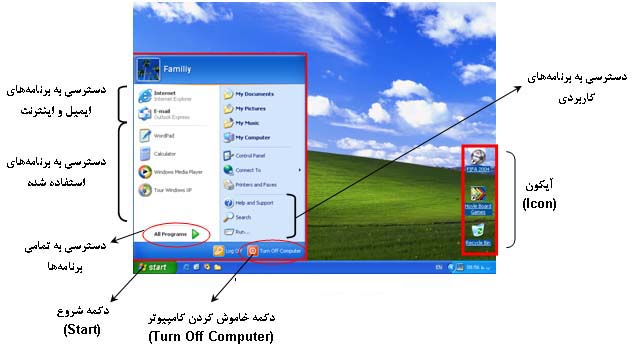 Familiy
Internet
Internet Explorer
E-mail
Outlook Express
WordPad
Calculator
Windows Media Player
Tour Windows XP
All Programs
My Documents
My Pictures
My Music
My Computer
Control Panel
Connect To
Printers and Faxes
Help and Support
Search
Run...
Log Off
Turn Off Computer
start
EN
FIFA 2004
Movie Board
Games
Recycle Bin
دسترسی به برنامه‌های
ایمیل و اینترنت
دسترسی به برنامه‌های
استفاده شده
دسترسی به تمامی
برنامه‌ها
دکمه شروع
(Start)
دکمه خاموش کردن کامپیوتر
(Turn Off Computer)
دسترسی به برنامه‌های
کاربردی
آیکون
(Icon)